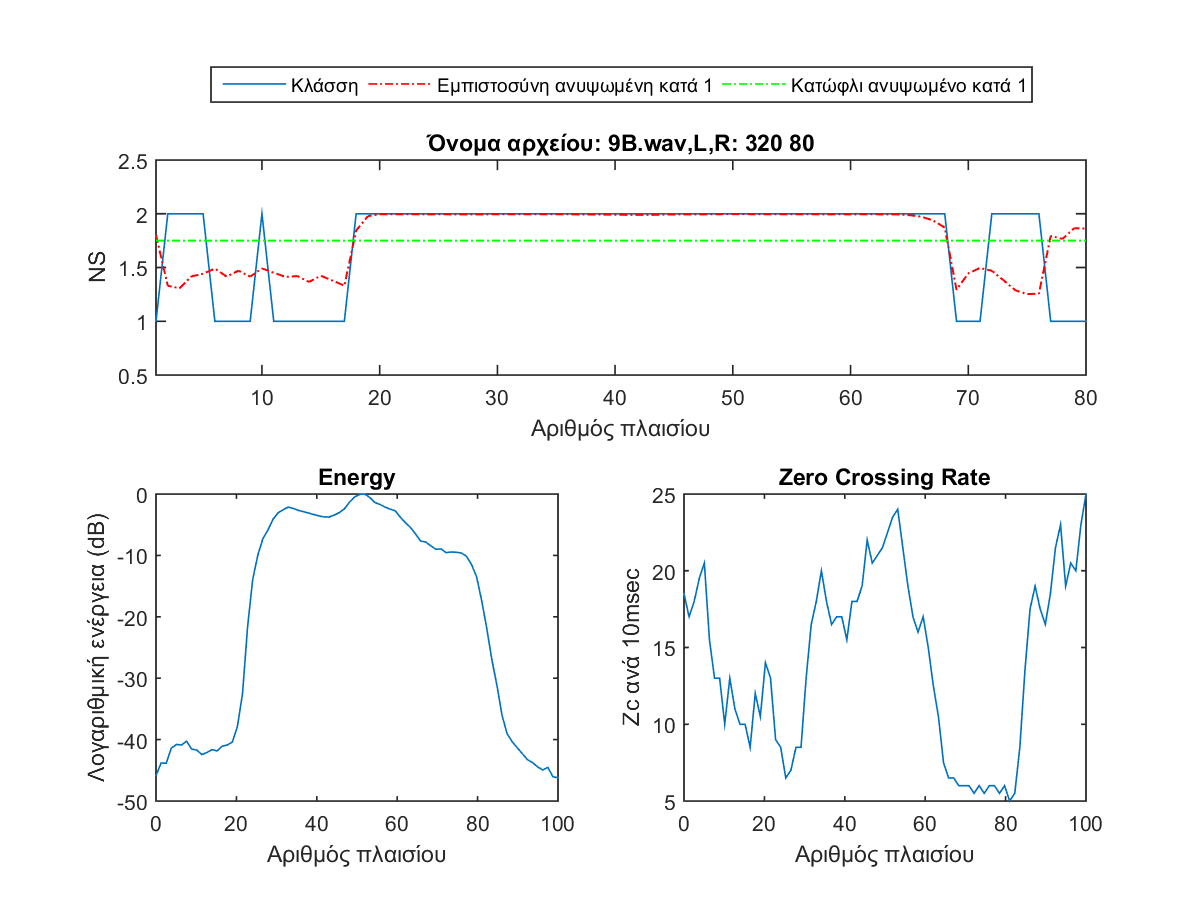 Κλάσση Εμπιστοσύνη ανυψωμένη κατά 1 Κατώφλι ανυψωμένο κατά 1
Όνομα αρχείου: 9B.wav,L,R: 320 80
2.5
2
1.5
1
0.5
NS
10 20 30 40 50 60 70 80
Αριθμός πλαισίου
Energy
0
-10
-20
-30
-40
-50
Λογαριθμική ενέργεια (dB)
0 20 40 60 80 100
Αριθμός πλαισίου
Zero Crossing Rate
25
20
15
10
5
Zc ανά 10msec
0 20 40 60 80 100
Αριθμός πλαισίου